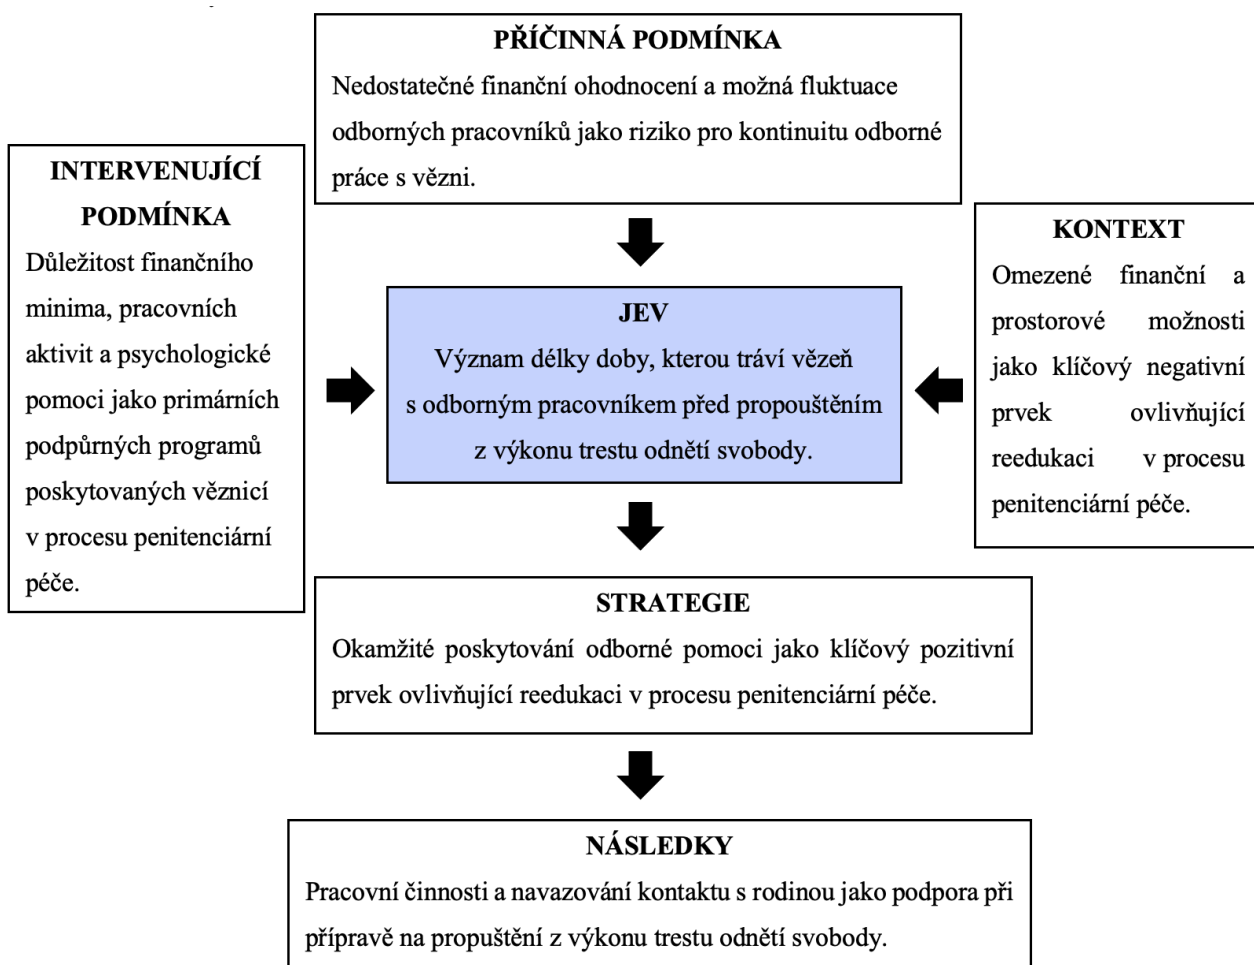 PŘÍČINNÁ PODMÍNKA
Nedostatečné finanční ohodnocení a možná fluktuace
odborných pracovníků jako riziko pro kontinuitu odborné
práce s vězni.
INTERVENUJÍCÍ
PODMÍNKA
Důležitost finančního
minima, pracovních
aktivit a psychologické
pomoci jako primárních
podpůrných programů
poskytovaných věznicí
v procesu penitenciární
péče.
JEV
Význam délky doby, kterou tráví vězeň
s odborným pracovníkem před propouštěním
z výkonu trestu odnětí svobody.
KONTEXT
Omezené finanční a
prostorové možnosti
jako klíčový negativní
prvek ovlivňující
reedukaci v procesu
penitenciární péče.
STRATEGIE
Okamžité poskytování odborné pomoci jako klíčový pozitivní
prvek ovlivňující reedukaci v procesu penitenciární péče.
NÁSLEDKY
Pracovní činnosti a navazování kontaktu s rodinou jako podpora při
přípravě na propuštění z výkonu trestu odnětí svobody.